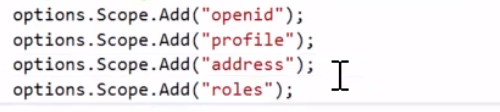 options.Scope.Add("openid");
options.Scope.Add("profile");
options.Scope.Add("address");
options.Scope.Add("roles");